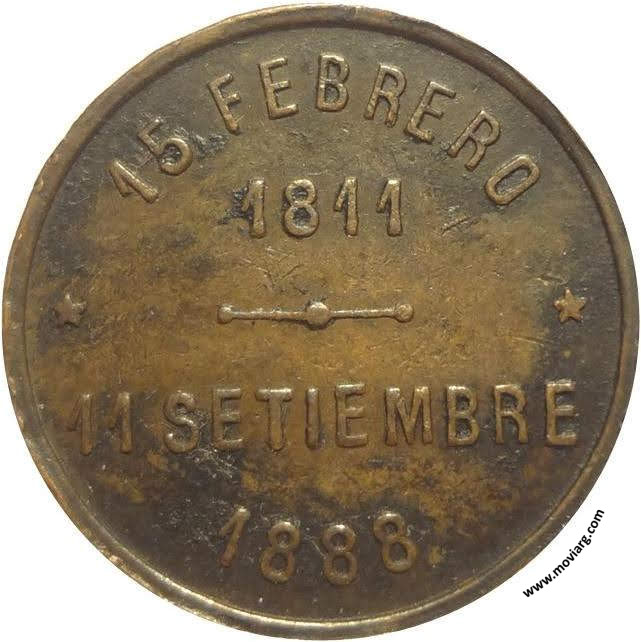 15 FEBRERO
1811
11 SETIEMBRE
1888.
www.moviarg.com